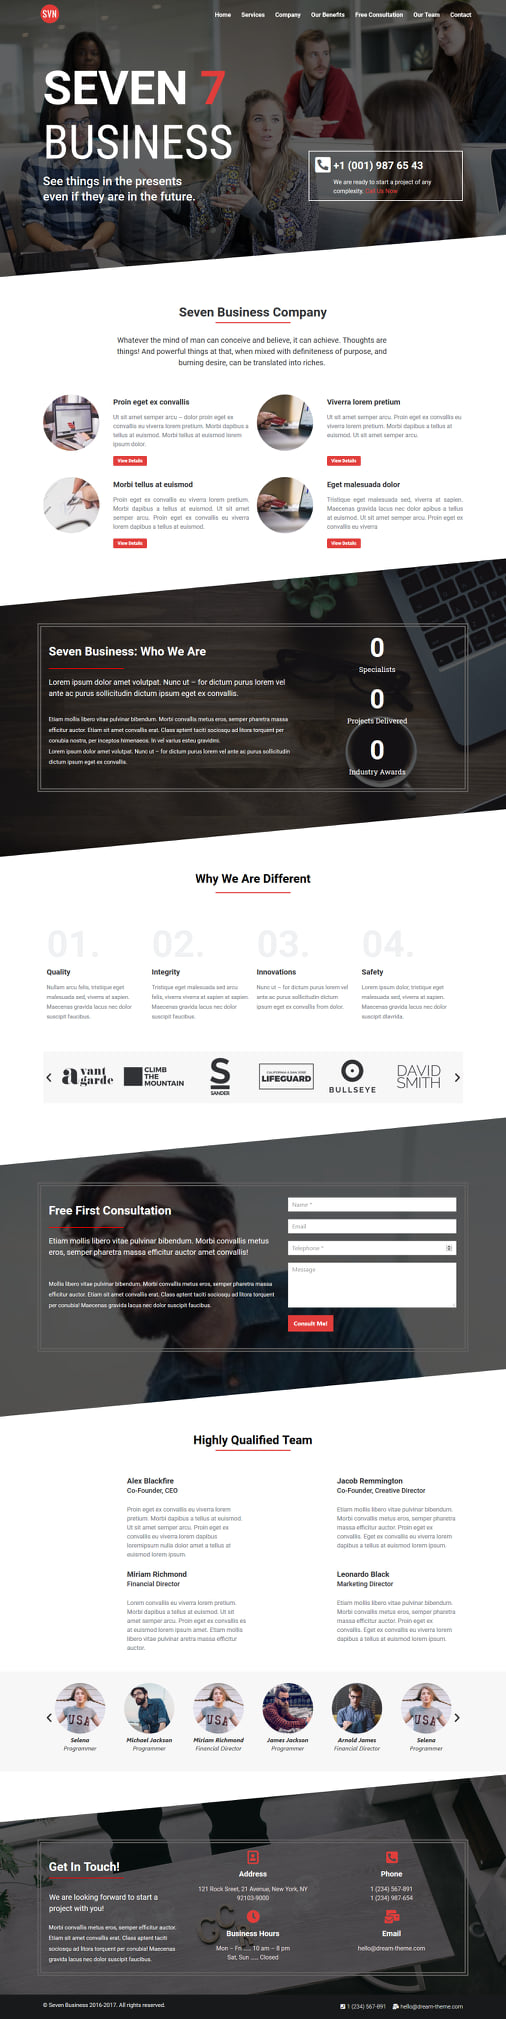 SVN
Home Services Company Our Benefits Free Consultation Our Team Contact
SEVEN 7
BUSINESS
See things in the presents
even if they are in the future.
+1 (001) 987 65 43
We are ready to start a project of any
complexity. Call Us Now
Seven Business Company
Whatever the mind of man can conceive and believe, it can achieve. Thoughts are
things! And powerful things at that, when mixed with definiteness of purpose, and
burning desire, can be translated into riches.
Proin eget ex convallis
Ut sit amet semper arcu – dolor proin eget ex
convallis eu viverra lorem pretium. Morbi dapibus a
tellus at euismod. Morbi tellus at euismod lorem
ipsum dolor.
View Details
Viverra lorem pretium
Ut sit amet semper arcu. Proin eget ex convallis eu
viverra lorem pretium. Morbi dapibus a tellus at
euismod. Ut sit amet semper arcu.
View Details
Morbi tellus at euismod
Proin eget ex convallis eu viverra lorem pretium.
Morbi dapibus a tellus at euismod. Ut sit amet
semper arcu. Proin eget ex convallis eu viverra
lorem dapibus a tellus at euismod.
View Details
Eget malesuada dolor
Tristique eget malesuada sed, viverra at sapien.
Maecenas gravida lacus nec dolor apibus a tellus
at euismod. Ut sit amet semper arcu. Proin eget
ex convallis eu viverra
View Details
Seven Business: Who We Are
Lorem ipsum dolor amet volutpat. Nunc ut – for dictum purus lorem vel
ante ac purus sollicitudin dictum ipsum eget ex convallis.
Etiam mollis libero vitae pulvinar bibendum. Morbi convallis metus eros, semper pharetra massa
efficitur auctor. Etiam sit amet convallis erat. Class aptent taciti sociosqu ad litora torquent per
conubia nostra, per inceptos himenaeos. In vel varius esteu gravidmi.
Lorem ipsum dolor amet volutpat. Nunc ut – for dictum purus lorem vel ante ac purus sollicitudin
dictum ipsum eget ex convallis.
0
Specialists
0
Projects Delivered
0
Industry Awards
Why We Are Different
01.
Quality
Nullam arcu felis, tristique eget
malesuada sed, viverra at sapien.
Maecenas gravida lacus nec dolor
suscipit faucibus.
02.
Integrity
Tristique eget malesuada sed arcu
felis, viverra viverra at sapien at sapien.
Maecenas gravida lacus nec dolor
suscipit faucibus.
03.
Innovations
Nunc ut – for dictum purus lorem vel
ante ac purus sollicitudin dictum
ipsum eget ex convallis from dolor.
04.
Safety
Lorem ipsum dolor, tristique eget
malesuada sed, viverra at sapien.
Maecenas gravida lacus nec dolor
suscipit diavrida.
avant
garde
CLIMB
THE
MOUNTAIN
S
SANDER
LIFEGUARD
BULLSEYE
DAVID
SMITH
Free First Consultation
Etiam mollis libero vitae pulvinar bibendum. Morbi convallis metus
eros, semper pharetra massa efficitur auctor amet convallis!
Mollis libero vitae pulvinar bibendum. Morbi convallis metus eros, semper pharetra massa
efficitur auctor. Etiam sit amet convallis erat. Class aptent taciti sociosqu ad litora torquent
per conubia! Maecenas gravida lacus nec dolor suscipit faucibus.
Name *
Email
Telephone *
Message
Consult Me!
Highly Qualified Team
Alex Blackfire
Co-Founder, CEO
Proin eget ex convallis eu viverra lorem
pretium. Morbi dapibus a tellus at euismod.
Ut sit amet semper arcu. Proin eget ex
convallis eu viverra lorem dapibus
loremipsum nulla dolor amet a tellus at
euismod lorem ipsum.
Jacob Remmington
Co-Founder, Creative Director
Etiam mollis libero vitae pulvinar bibendum.
Morbi convallis metus eros, semper pharetra
massa efficitur auctor. Proin eget ex
convallis. Eget ex convallis eu viverra lorem
dapibus a tellus at euismod lorem ipsum.
Miriam Richmond
Financial Director
Lorem convallis eu viverra lorem pretium.
Morbi dapibus a tellus at euismod. Ut sit
amet semper arcu. Proin eget ex convallis es
at euismod lorem ipsum amet. Etiam mollis
libero vitae pulvinar aretra massa efficitur
auctor.
Leonardo Black
Marketing Director
Etiam mollis libero vitae pulvinar bibendum.
Morbi convallis metus eros, semper pharetra
massa efficitur auctor. Proin eget ex
convallis. Eget ex convallis eu viverra lorem
dapibus a tellus at euismod lorem ipsum.
USA
USA
USA
Selena
Programmer
Michael Jackson
Programmer
Miriam Richmond
Financial Director
James Jackson
Programmer
Arnold James
Financial Director
Selena
Programmer
Get In Touch!
We are looking forward to start a
project with you!
Morbi convallis metus eros, semper efficitur auctor.
Etiam sit amet convallis erat. Class aptent taciti
sociosqu ad litora torquent per conubia! Maecenas
gravida lacus nec dolor suscipit faucibus.
Address
121 Rock Sreet, 21 Avenue, New York, NY
92103-9000
Phone
1 (234) 567-891
1 (234) 987-654
Business Hours
Mon – Fri ..... 10 am – 8 pm
Sat, Sun ..... Closed
Email
hello@dream-theme.com
© Seven Business 2016-2017. All rights reserved.
1 (234) 567-891 hello@dream-theme.com